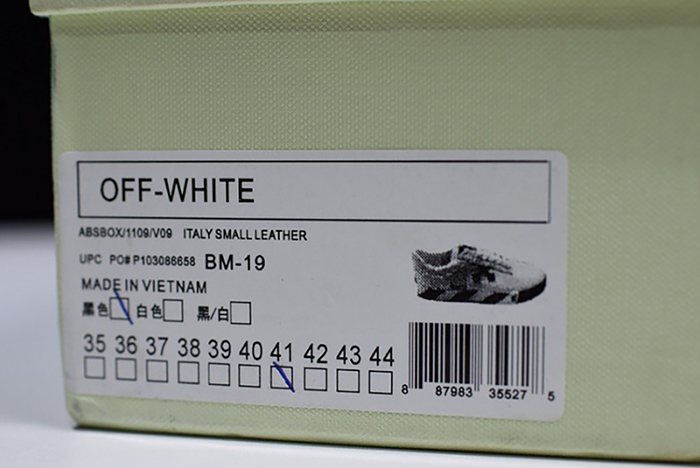 OFF-WHITE
ABSBOX/1109/V09 ITALY SMALL LEATHER
UPC PO# P103086658 BM-19
MADE IN VIETNAM
黑色 白色 黑/白
35 36 37 38 39 40 41 42 43 44
8 87983 35527 5